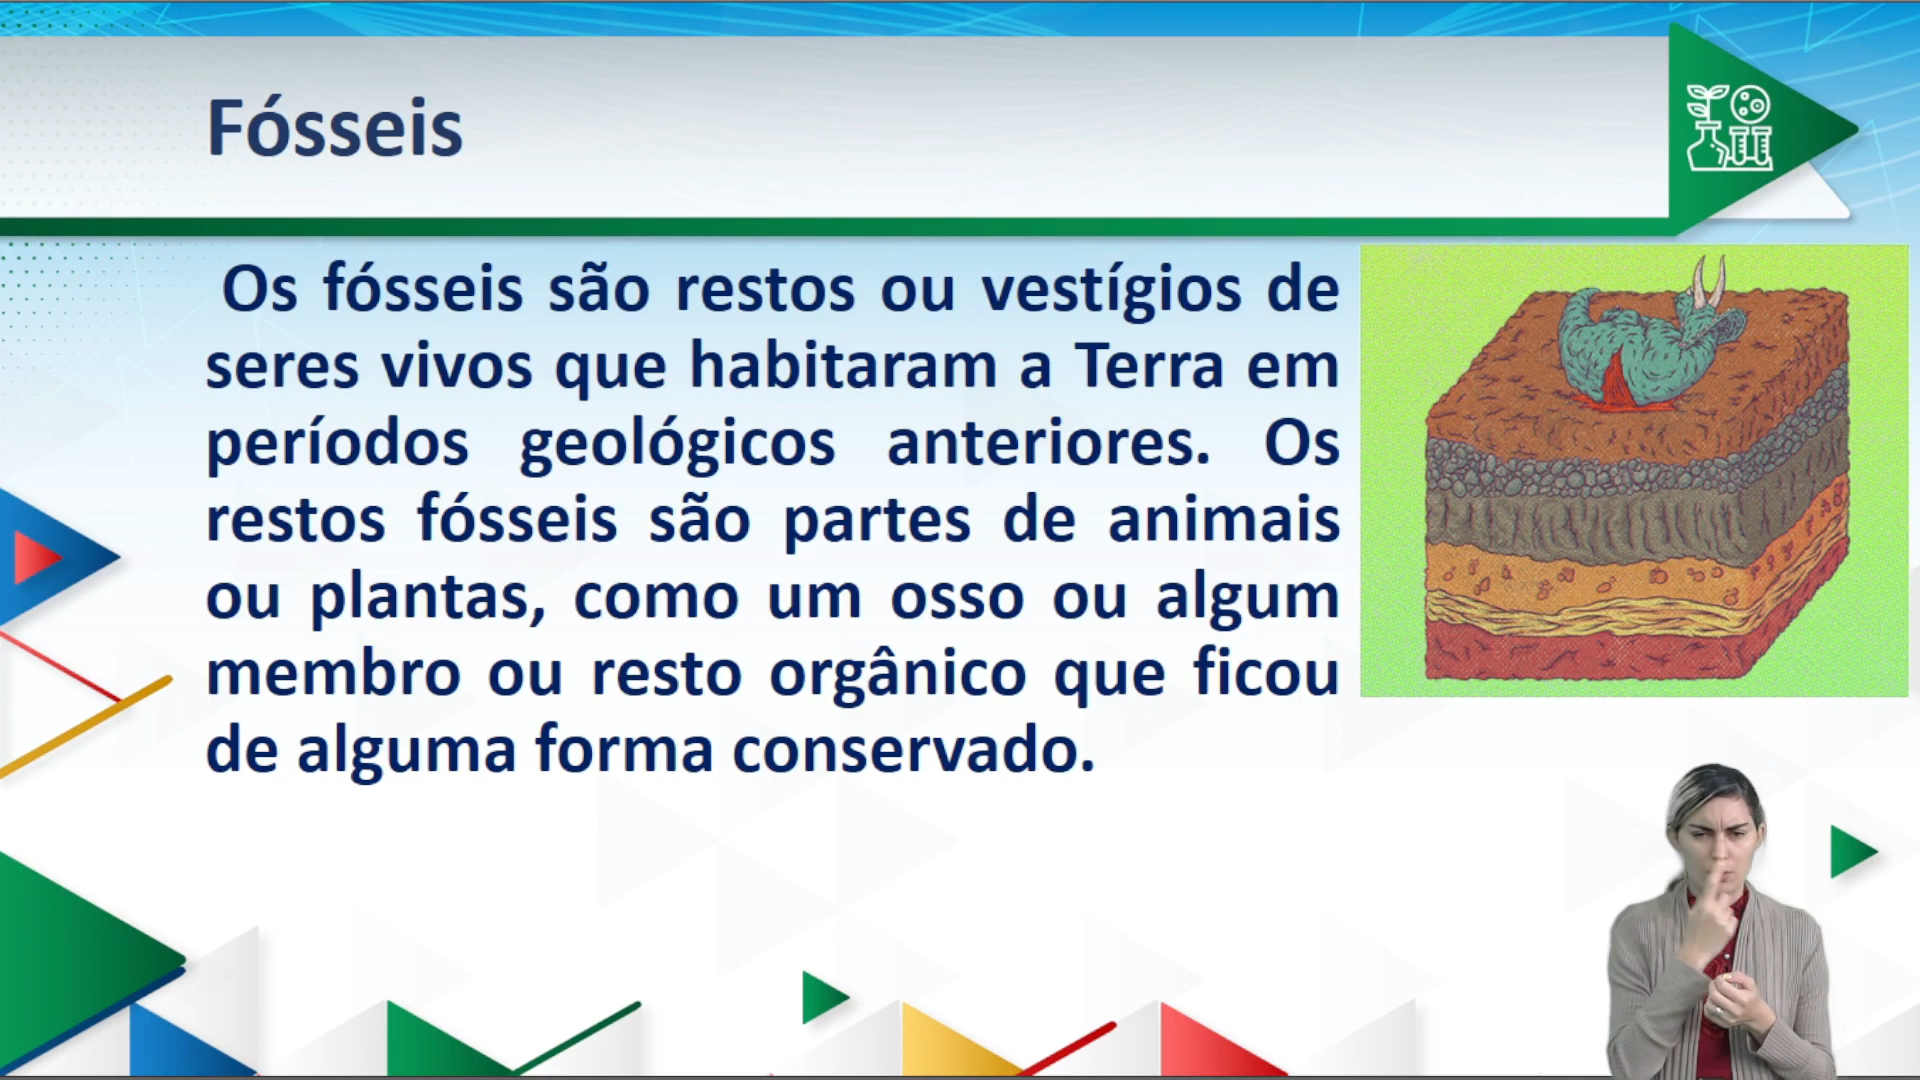 Fósseis
Os fósseis são restos ou vestígios de
seres vivos que habitaram a Terra em
períodos geológicos anteriores. Os
restos fósseis são partes de animais
ou plantas, como um osso ou algum
membro ou resto orgânico que ficou
de alguma forma conservado.